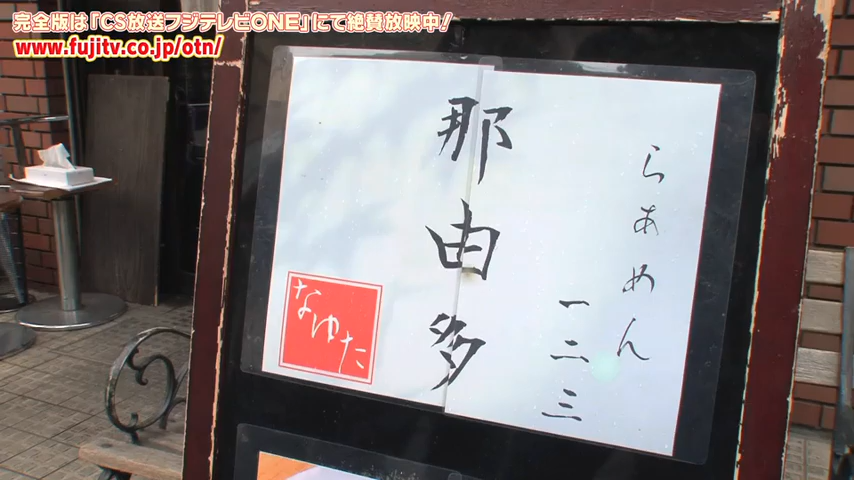 完全版は「CS放送フジテレビONE」にて絶賛放映中！
www.fujitv.co.jp/otn/
らあめん
一二三
那由多
なゆた